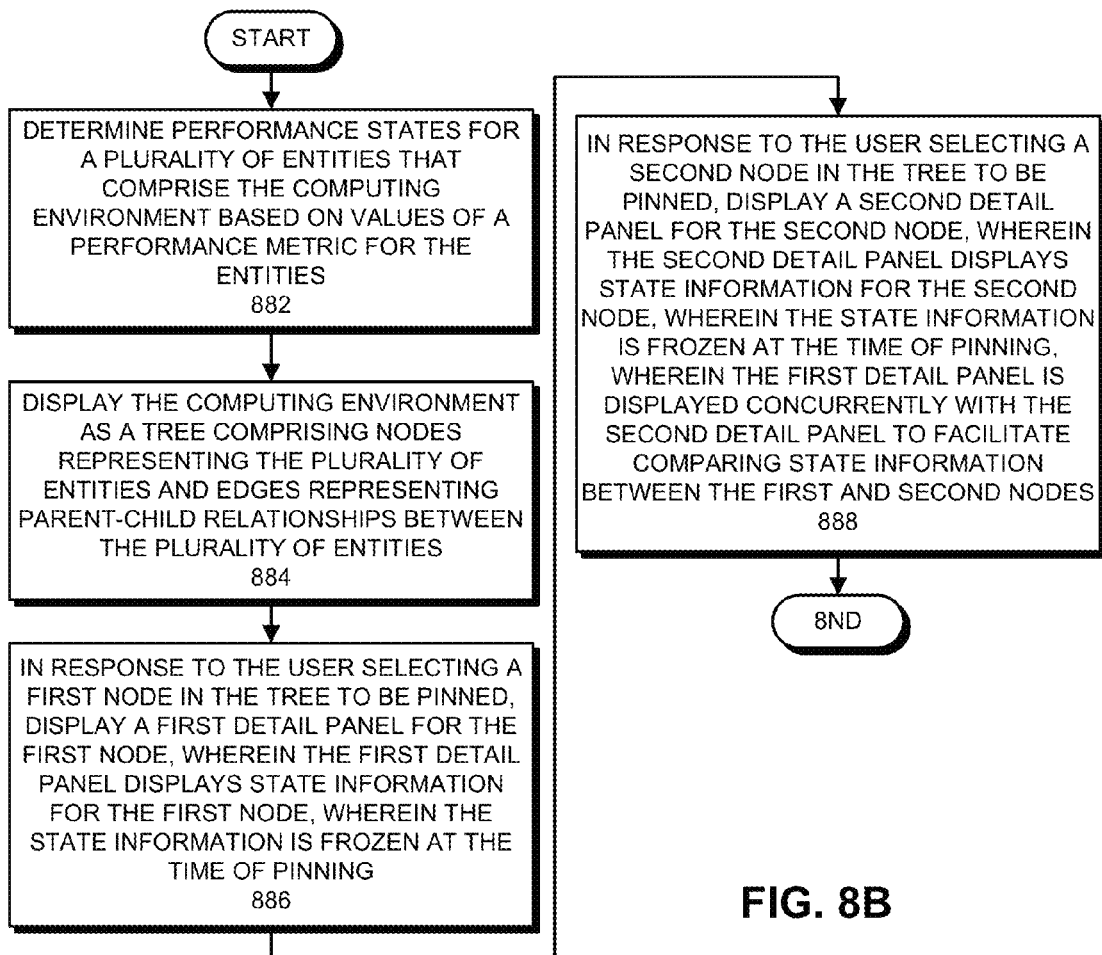 START
DETERMINE PERFORMANCE STATES FOR
A PLURALITY OF ENTITIES THAT
COMPRISE THE COMPUTING
ENVIRONMENT BASED ON VALUES OF A
PERFORMANCE METRIC FOR THE
ENTITIES
882
DISPLAY THE COMPUTING ENVIRONMENT
AS A TREE COMPRISING NODES
REPRESENTING THE PLURALITY OF
ENTITIES AND EDGES REPRESENTING
PARENT-CHILD RELATIONSHIPS BETWEEN
THE PLURALITY OF ENTITIES
884
IN RESPONSE TO THE USER SELECTING A
FIRST NODE IN THE TREE TO BE PINNED,
DISPLAY A FIRST DETAIL PANEL FOR THE
FIRST NODE, WHEREIN THE FIRST DETAIL
PANEL DISPLAYS STATE INFORMATION
FOR THE FIRST NODE, WHEREIN THE
STATE INFORMATION IS FROZEN AT THE
TIME OF PINNING
886
IN RESPONSE TO THE USER SELECTING A
SECOND NODE IN THE TREE TO BE
PINNED, DISPLAY A SECOND DETAIL
PANEL FOR THE SECOND NODE, WHEREIN
THE SECOND DETAIL PANEL DISPLAYS
STATE INFORMATION FOR THE SECOND
NODE, WHEREIN THE STATE INFORMATION
IS FROZEN AT THE TIME OF PINNING,
WHEREIN THE FIRST DETAIL PANEL IS
DISPLAYED CONCURRENTLY WITH THE
SECOND DETAIL PANEL TO FACILITATE
COMPARING STATE INFORMATION
BETWEEN THE FIRST AND SECOND NODES
888
8ND
FIG. 8B